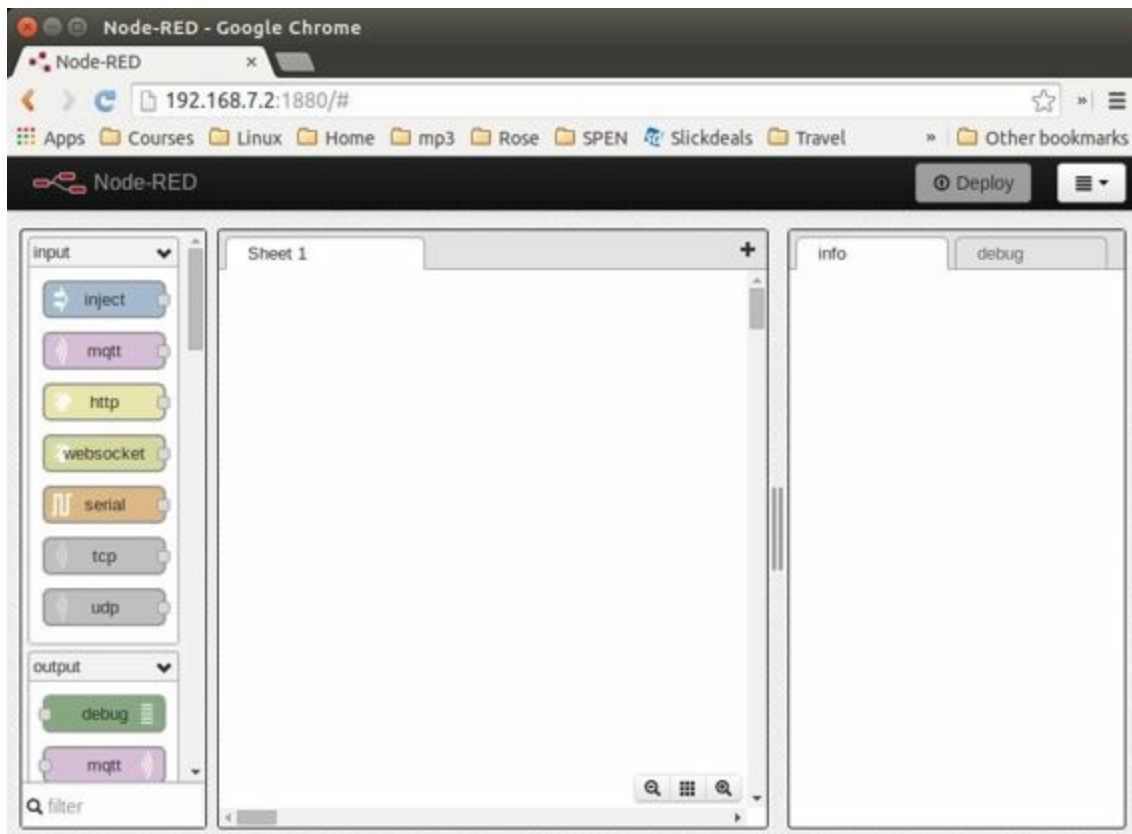 Node-RED - Google Chrome
Node-RED
192.168.7.2:1880/#
Apps Courses Linux Home mp3 Rose SPEN Slickdeals Travel » Other bookmarks
Node-RED Deploy
input
inject
mqtt
http
websocket
serial
tcp
udp
output
debug
mqtt
filter
Sheet 1
info debug